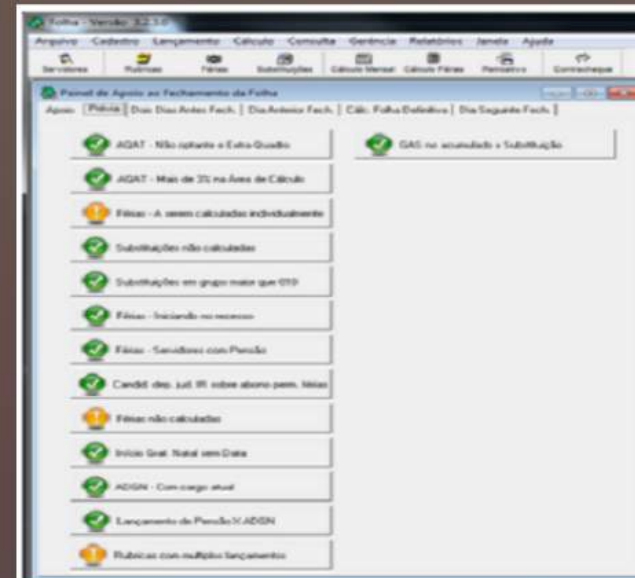 Folha - Versão 3.2.3.0
Arquivo Cadastro Lançamento Cálculo Consulta Gerência Relatórios Janela Ajuda
Servidores Rubricas Férias Substituições Cálculo Mensal Cálculo Férias Contracheque
Painel de Apoio ao Fechamento da Folha
Apoio Prévia Dois Dias Antes Fech. Dia Anterior Fech. Cálc. Folha Definitiva Dia Seguinte Fech.
AQAT - Não optante e Extra-Quadro
GAS no acumulado x Substituição
AQAT - Mais de 3% na Área de Cálculo
Férias - A serem calculadas individualmente
Substituições não calculadas
Substituições em grupo maior que 010
Férias - Iniciando no recesso
Férias - Servidores com Pensão
Candid. dep. jud. IR sobre abono perm. férias
Férias não calculadas
Início Grat. Natal sem Data
ADGN - Com cargo atual
Lançamento de Pensão X ADGN
Rubricas com multiplos lançamentos